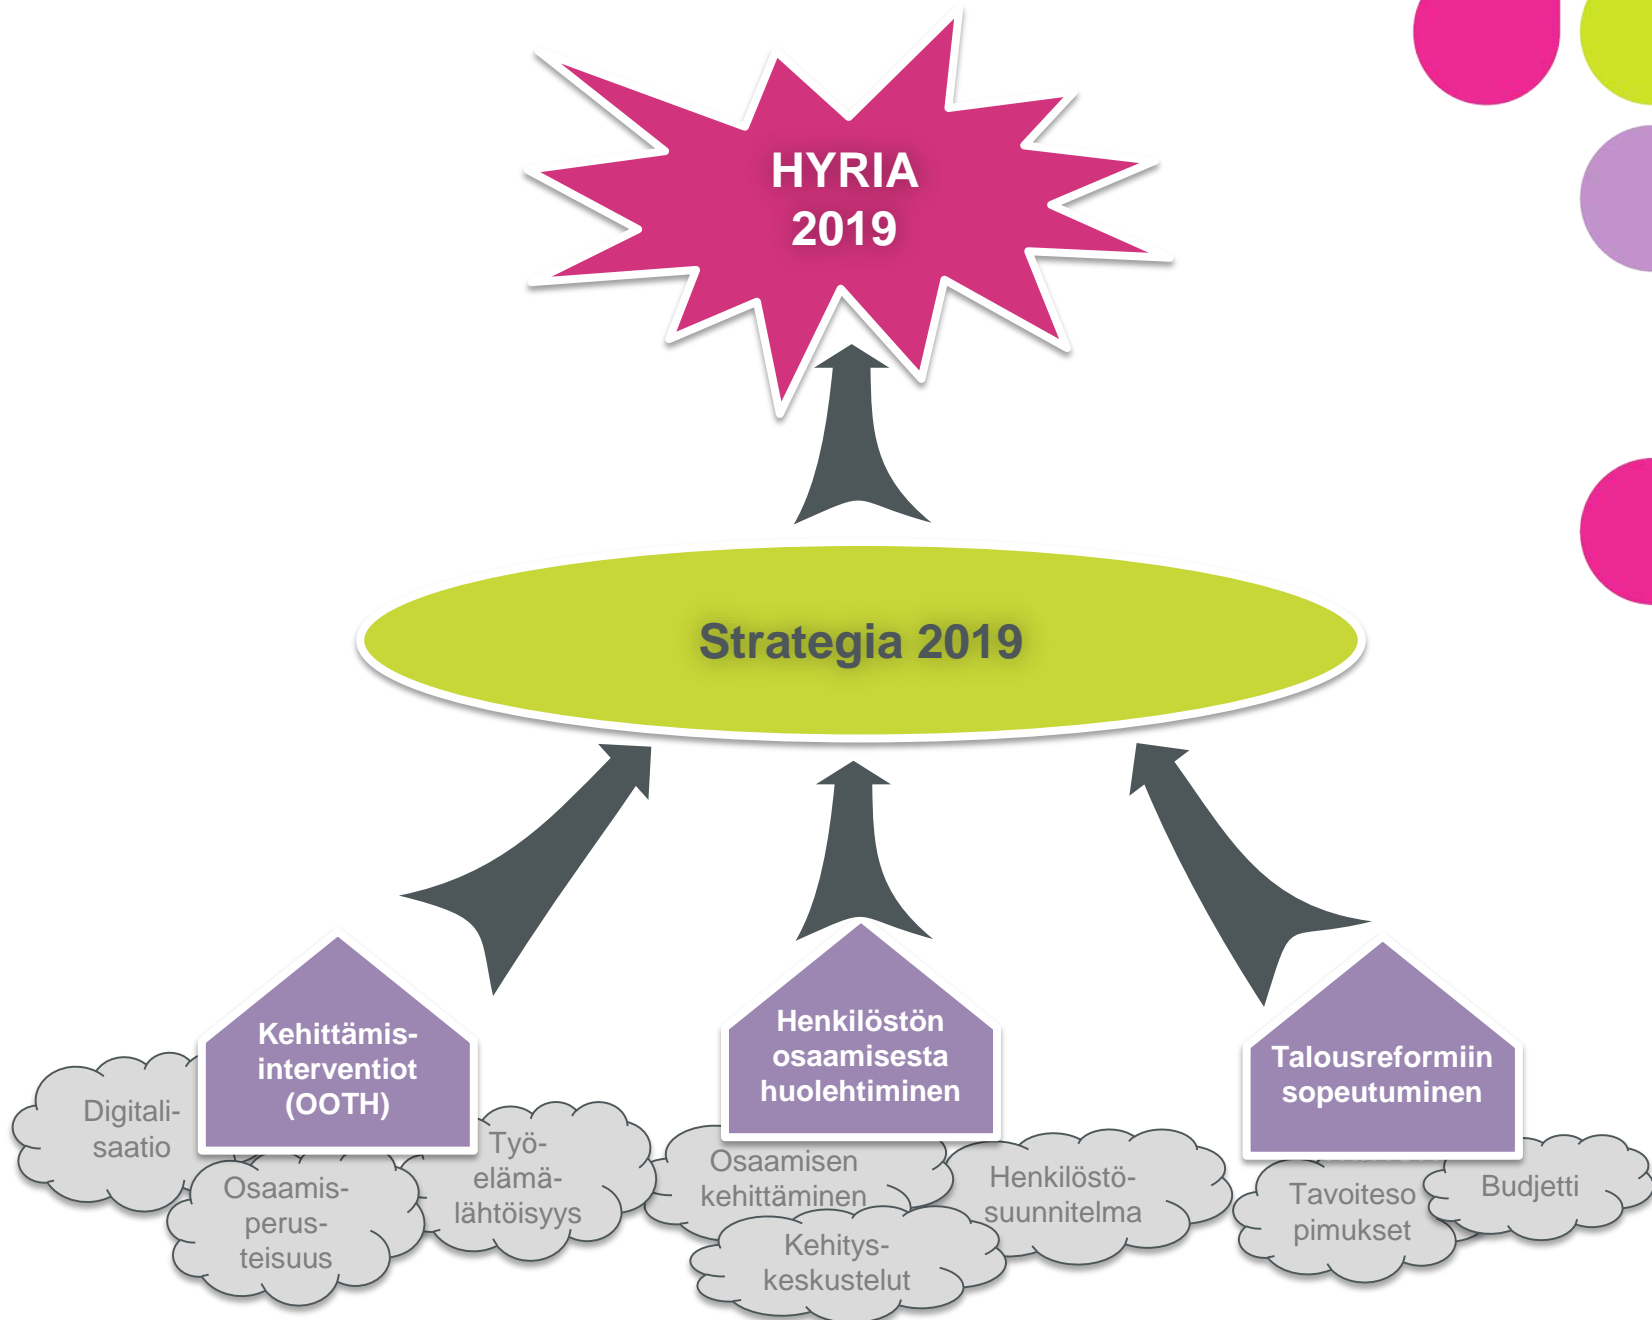 HYRIA
2019
Strategia 2019
Kehittämis-
interventiot
(OOTH)
Henkilöstön
osaamisesta
huolehtiminen
Talousreformiin
sopeutuminen
Digitali-
saatio
Osaamis-
perus-
teisuus
Työ-
elämä-
lähtöisyys
Osaamisen
kehittäminen
Kehitys-
keskustelut
Henkilöstö-
suunnitelma
Tavoiteso
pimukset
Budjetti